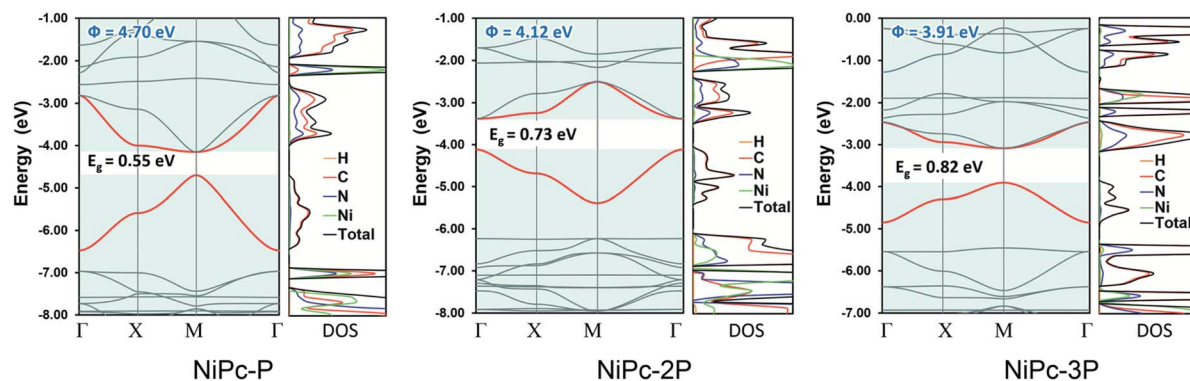 Energy (eV)
-1.00
-2.00
-3.00
-4.00
-5.00
-6.00
-7.00
-8.00
Φ = 4.70 eV
E_g = 0.55 eV
H
C
N
Ni
Total
Γ X M Γ DOS
NiPc-P
Energy (eV)
-1.00
-2.00
-3.00
-4.00
-5.00
-6.00
-7.00
-8.00
Φ = 4.12 eV
E_g = 0.73 eV
H
C
N
Ni
Total
Γ X M Γ DOS
NiPc-2P
Energy (eV)
0.00
-1.00
-2.00
-3.00
-4.00
-5.00
-6.00
-7.00
Φ = 3.91 eV
E_g = 0.82 eV
H
C
N
Ni
Total
Γ X M Γ DOS
NiPc-3P